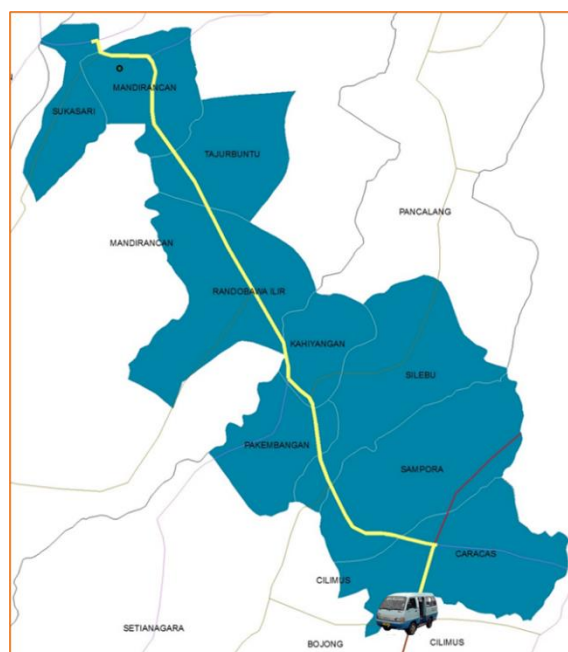 MANDIRANCAN
SUKASARI
TAJURBUNTU
PANCALANG
MANDIRANCAN
RANDOBAWA ILIR
KAHIYANGAN
SILEBU
PAKEMBANGAN
SAMPORA
CARACAS
CILIMUS
SETIANAGARA
BOJONG
CILIMUS